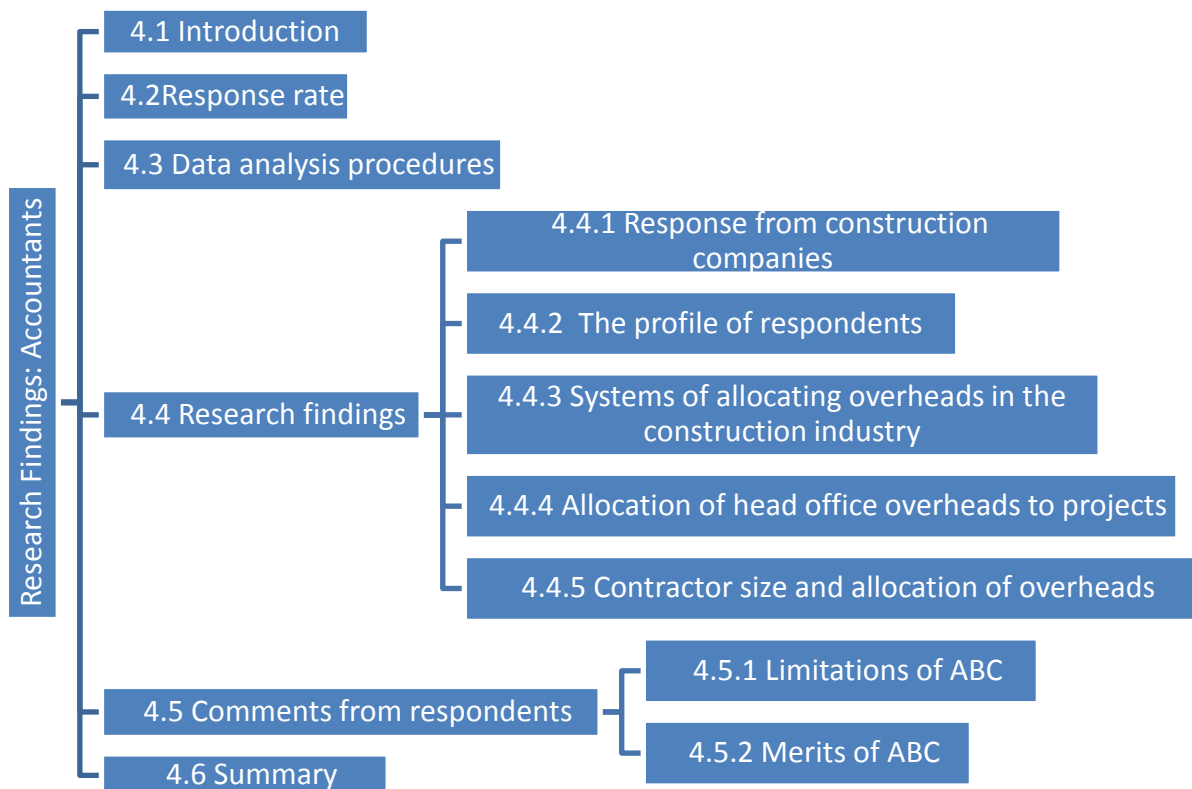 Research Findings: Accountants
4.1 Introduction
4.2Response rate
4.3 Data analysis procedures
4.4 Research findings
4.4.1 Response from construction
companies
4.4.2 The profile of respondents
4.4.3 Systems of allocating overheads in the
construction industry
4.4.4 Allocation of head office overheads to projects
4.4.5 Contractor size and allocation of overheads
4.5 Comments from respondents
4.5.1 Limitations of ABC
4.5.2 Merits of ABC
4.6 Summary